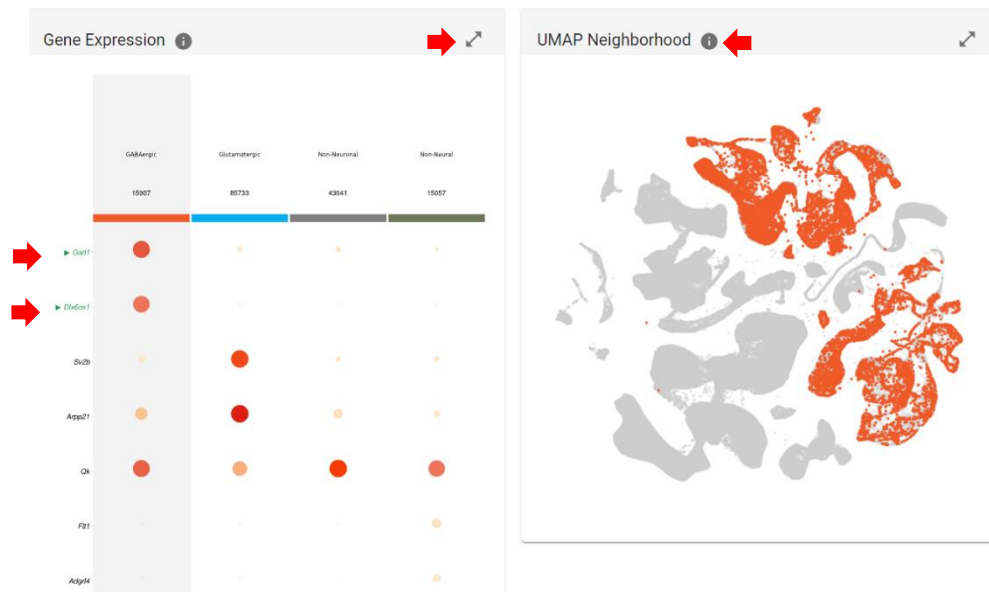 Gene Expression
UMAP Neighborhood
GABAergic Glutamatergic Non-Neuronal Non-Neural
15907 85733 43041 15057
Gad1
Dlx6os1
Sv2b
Arpp21
Qk
Flt1
Adgrl4